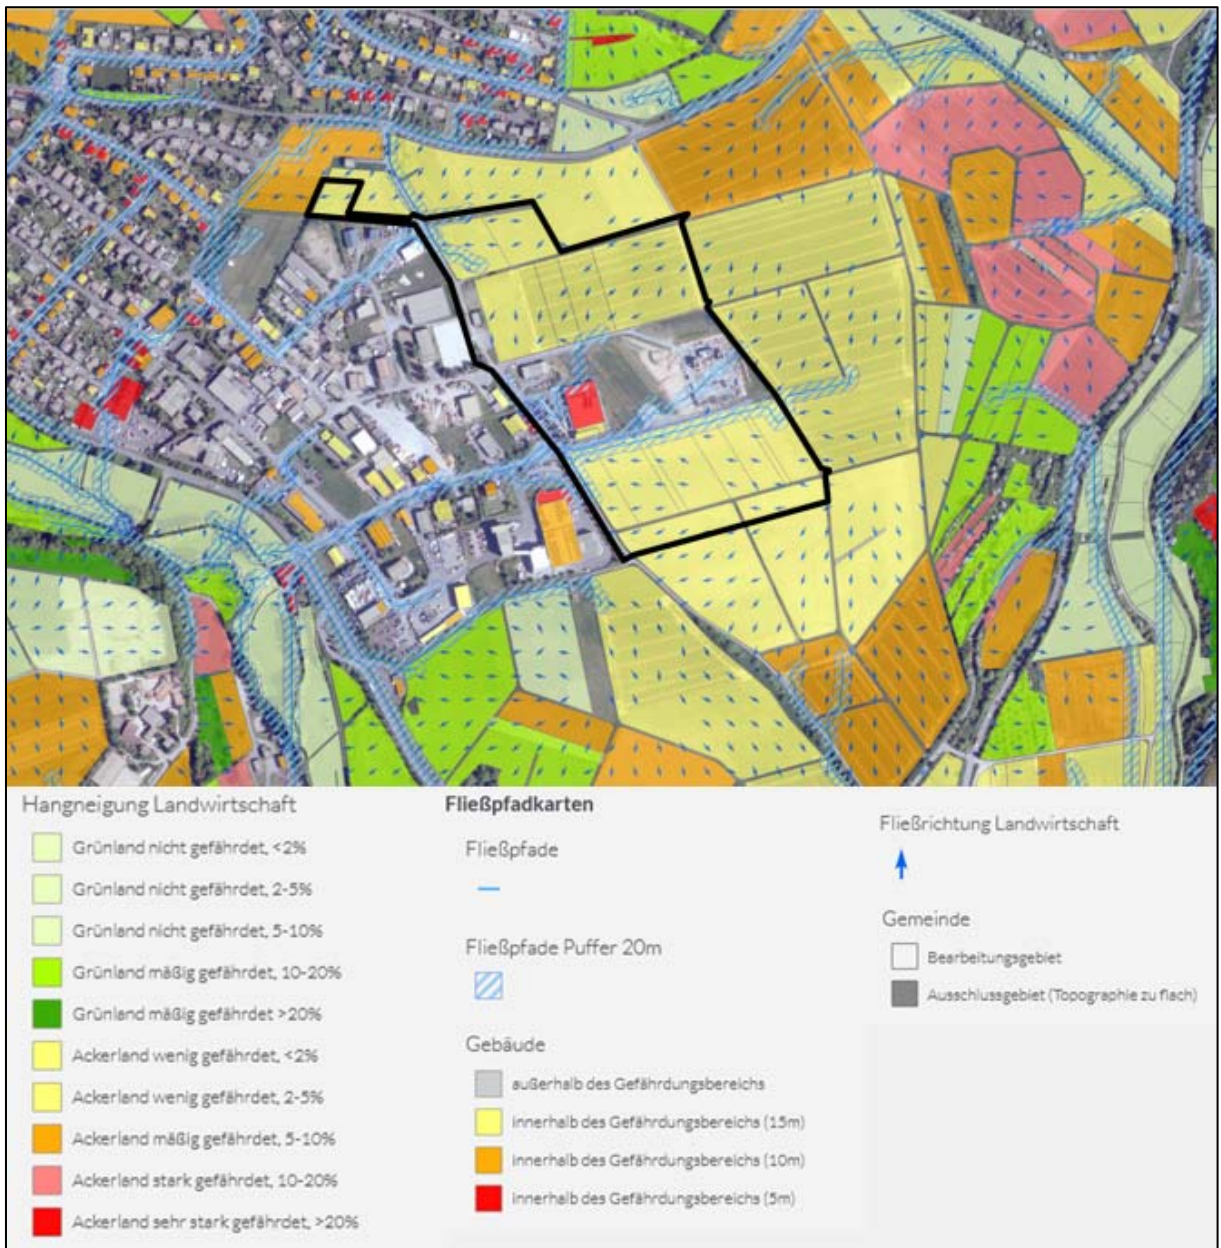 Hangneigung Landwirtschaft
Grünland nicht gefährdet, <2%
Grünland nicht gefährdet, 2-5%
Grünland nicht gefährdet, 5-10%
Grünland mäßig gefährdet, 10-20%
Grünland mäßig gefährdet >20%
Ackerland wenig gefährdet, <2%
Ackerland wenig gefährdet, 2-5%
Ackerland mäßig gefährdet, 5-10%
Ackerland stark gefährdet, 10-20%
Ackerland sehr stark gefährdet, >20%
Fließpfadkarten
Fließpfade
Fließpfade Puffer 20m
Gebäude
außerhalb des Gefährdungsbereichs
innerhalb des Gefährdungsbereichs (15m)
innerhalb des Gefährdungsbereichs (10m)
innerhalb des Gefährdungsbereichs (5m)
Fließrichtung Landwirtschaft
Gemeinde
Bearbeitungsgebiet
Ausschlussgebiet (Topographie zu flach)